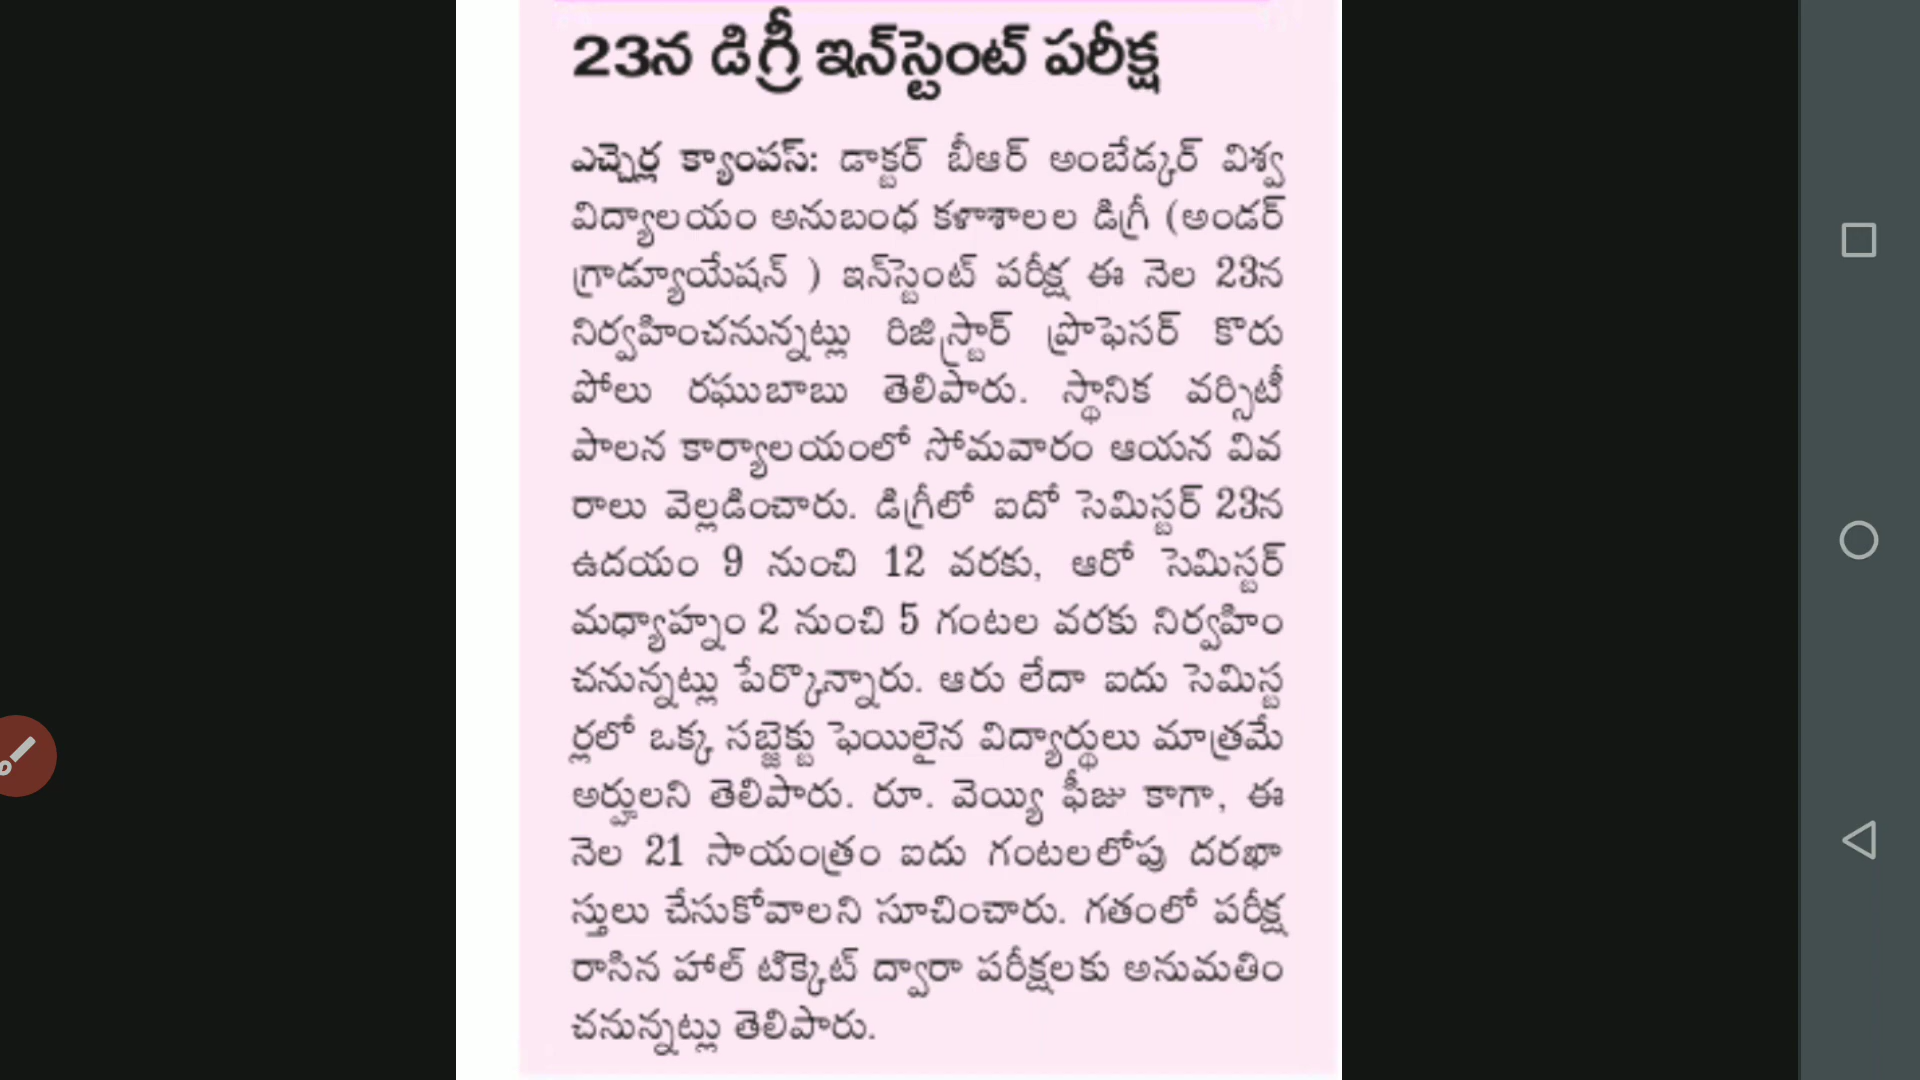 23న డిగ్రీ ఇన్‌స్టెంట్ పరీక్ష
ఎచ్చెర్ల క్యాంపస్: డాక్టర్ బీఆర్ అంబేడ్కర్ విశ్వ
విద్యాలయం అనుబంధ కళాశాలల డిగ్రీ (అండర్
గ్రాడ్యూయేషన్ ) ఇన్‌స్టెంట్ పరీక్ష ఈ నెల 23న
నిర్వహించనున్నట్లు రిజిస్ట్రార్ ప్రొఫెసర్ కొరు
పోలు రఘుబాబు తెలిపారు. స్థానిక వర్సిటీ
పాలన కార్యాలయంలో సోమవారం ఆయన వివ
రాలు వెల్లడించారు. డిగ్రీలో ఐదో సెమిస్టర్ 23న
ఉదయం 9 నుంచి 12 వరకు, ఆరో సెమిస్టర్
మధ్యాహ్నం 2 నుంచి 5 గంటల వరకు నిర్వహిం
చనున్నట్లు పేర్కొన్నారు. ఆరు లేదా ఐదు సెమిస్ట
ర్లలో ఒక్క సబ్జెక్టు ఫెయిలైన విద్యార్థులు మాత్రమే
అర్హులని తెలిపారు. రూ. వెయ్యి ఫీజు కాగా, ఈ
నెల 21 సాయంత్రం ఐదు గంటలలోపు దరఖా
స్తులు చేసుకోవాలని సూచించారు. గతంలో పరీక్ష
రాసిన హాల్ టిక్కెట్ ద్వారా పరీక్షలకు అనుమతిం
చనున్నట్లు తెలిపారు.